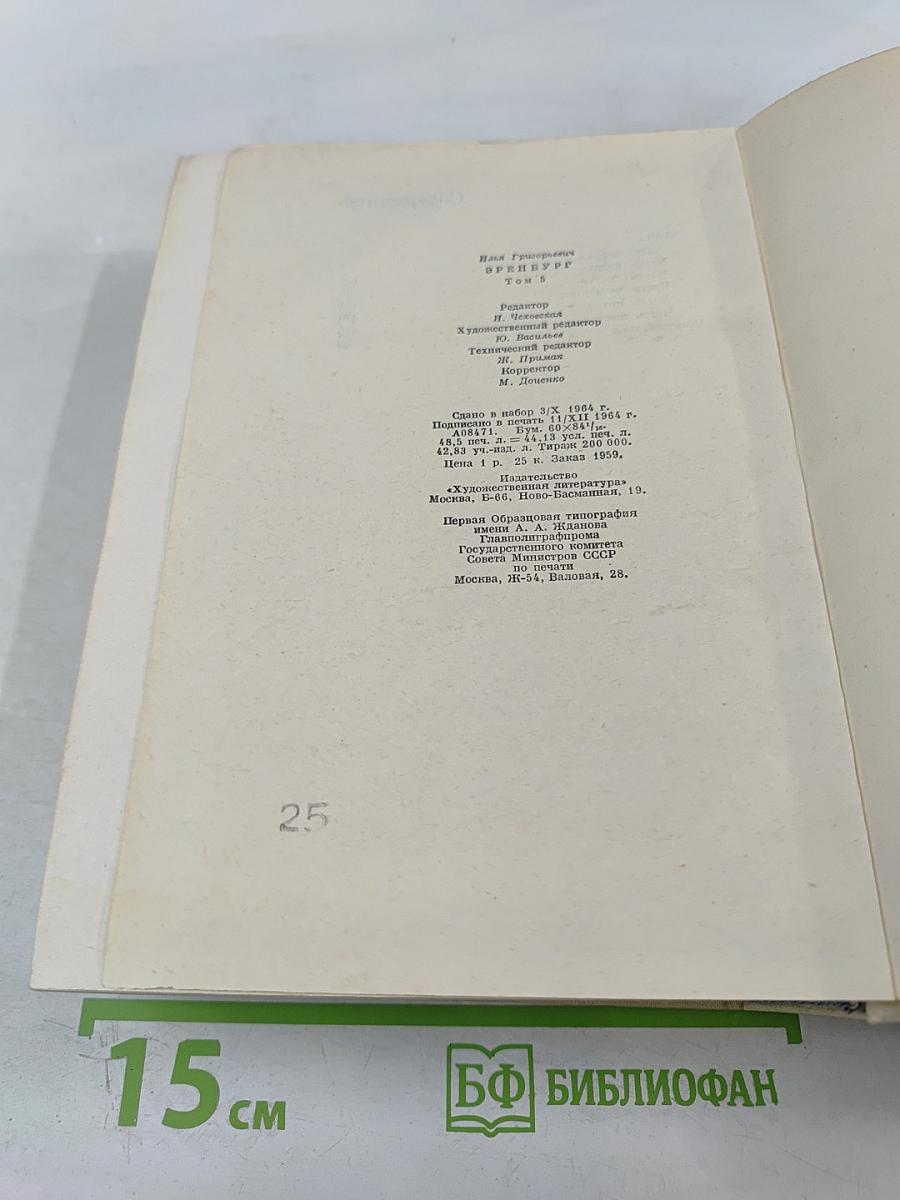 Илья Григорьевич
ЭРЕНБУРГ
Том 5
Редактор
И. Чеховская
Художественный редактор
Ю. Васильев
Технический редактор
Ж. Примак
Корректор
М. Доценко
Сдано в набор 3/X 1964 г.
Подписано в печать 11/XII 1964 г.
А08471. Бум. 60×84¹/₁₆.
48,5 печ. л. = 44,13 усл. печ. л.
42,83 уч.-изд. л. Тираж 200 000.
Цена 1 р. 25 к. Заказ 1959.
Издательство
«Художественная литература»
Москва, Б-66, Ново-Басманная, 19.
Первая Образцовая типография
имени А. А. Жданова
Главполиграфпрома
Государственного комитета
Совета Министров СССР
по печати
Москва, Ж-54, Валовая, 28.
25
15 см
БФ БИБЛИОФАН